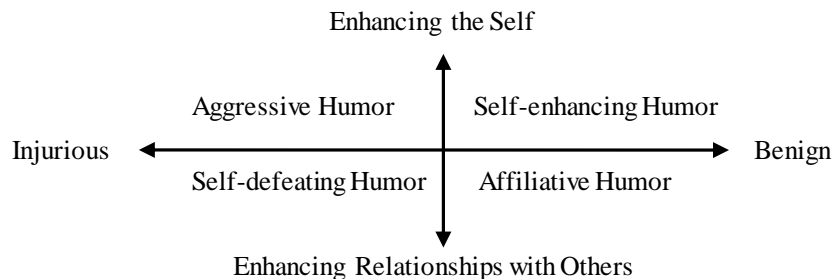 Enhancing the Self
Aggressive Humor Self-enhancing Humor
Injurious Benign
Self-defeating Humor Affiliative Humor
Enhancing Relationships with Others